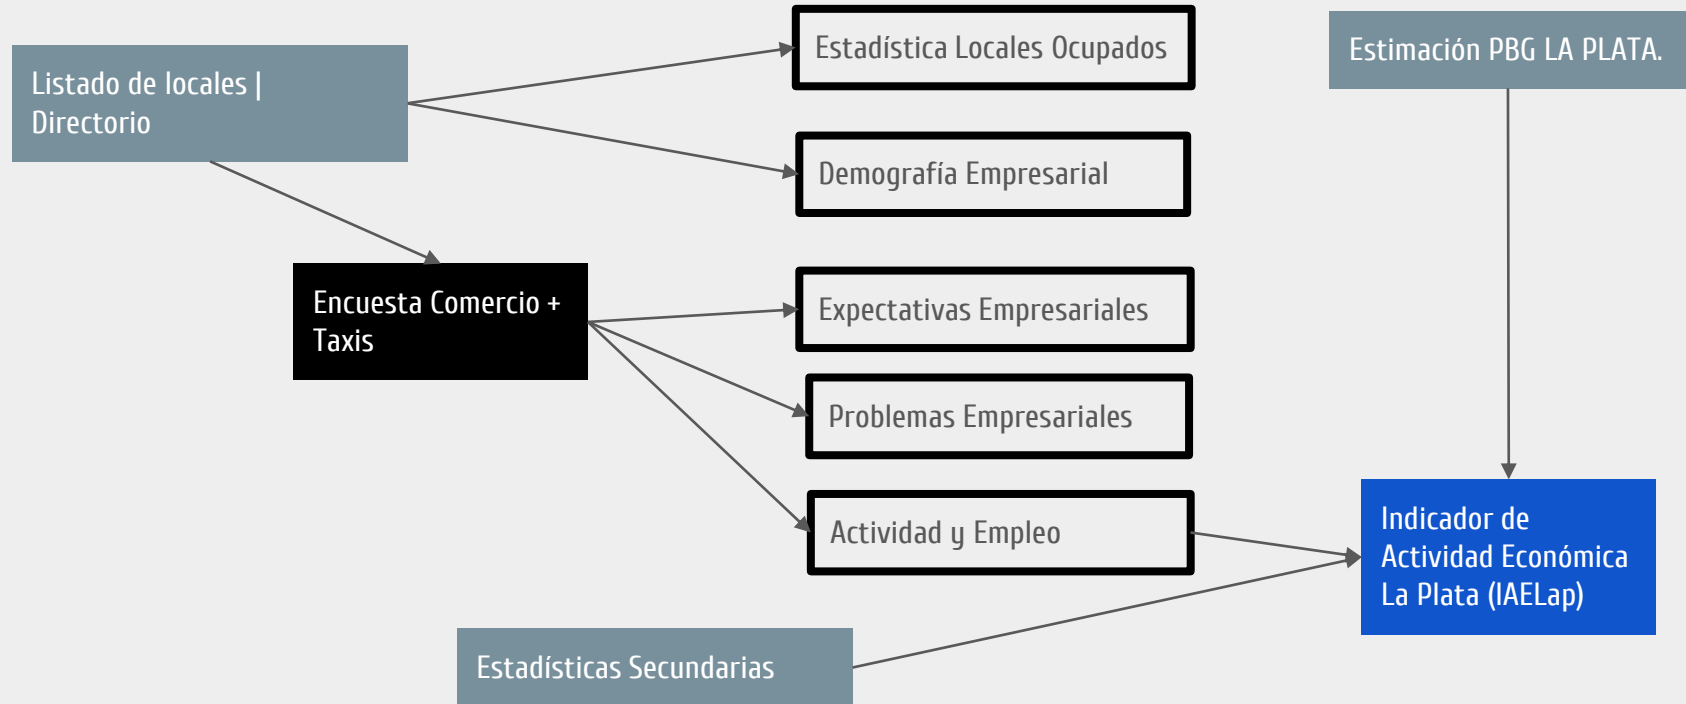 Estadística Locales Ocupados
Estimación PBG LA PLATA.
Listado de locales |
Directorio
Demografía Empresarial
Encuesta Comercio +
Taxis
Expectativas Empresariales
Problemas Empresariales
Actividad y Empleo
Indicador de
Actividad Económica
La Plata (IAELap)
Estadísticas Secundarias